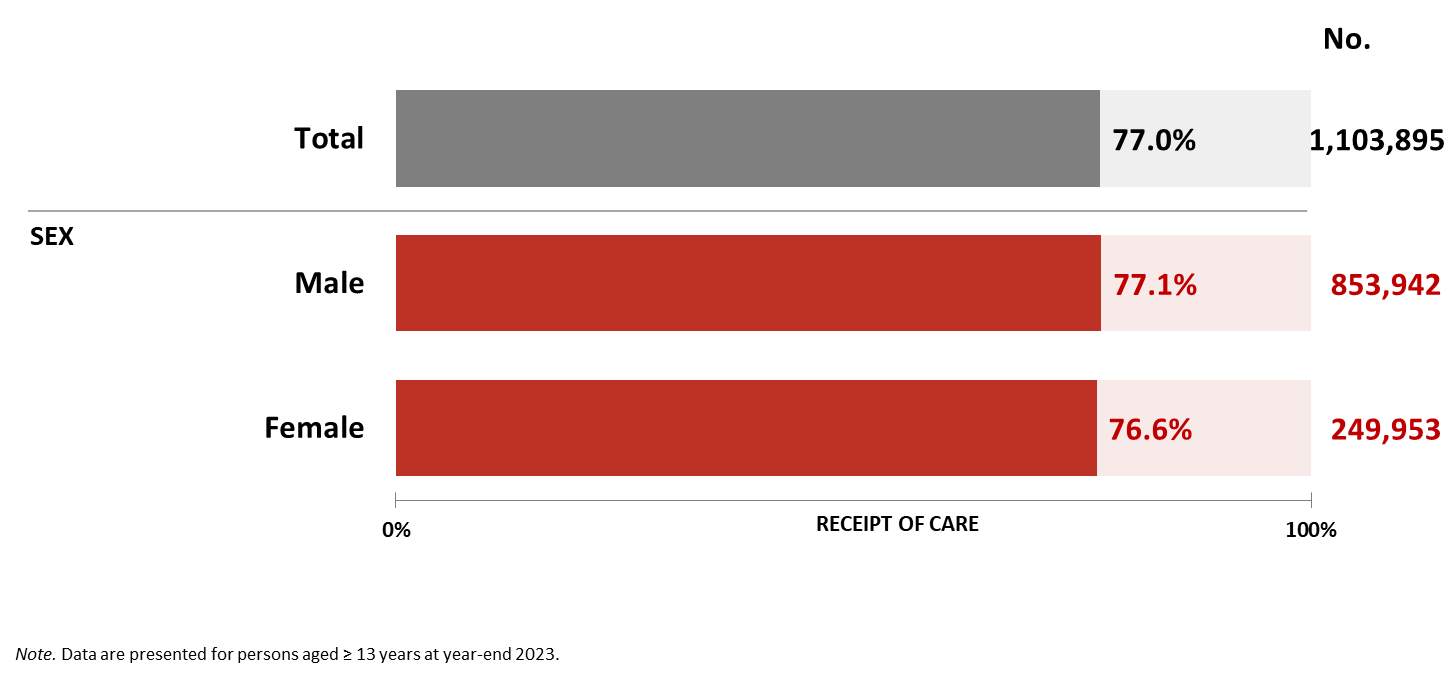 No.
Total 77.0% 1,103,895
SEX
Male 77.1% 853,942
Female 76.6% 249,953
0% RECEIPT OF CARE 100%
Note. Data are presented for persons aged ≥ 13 years at year-end 2023.